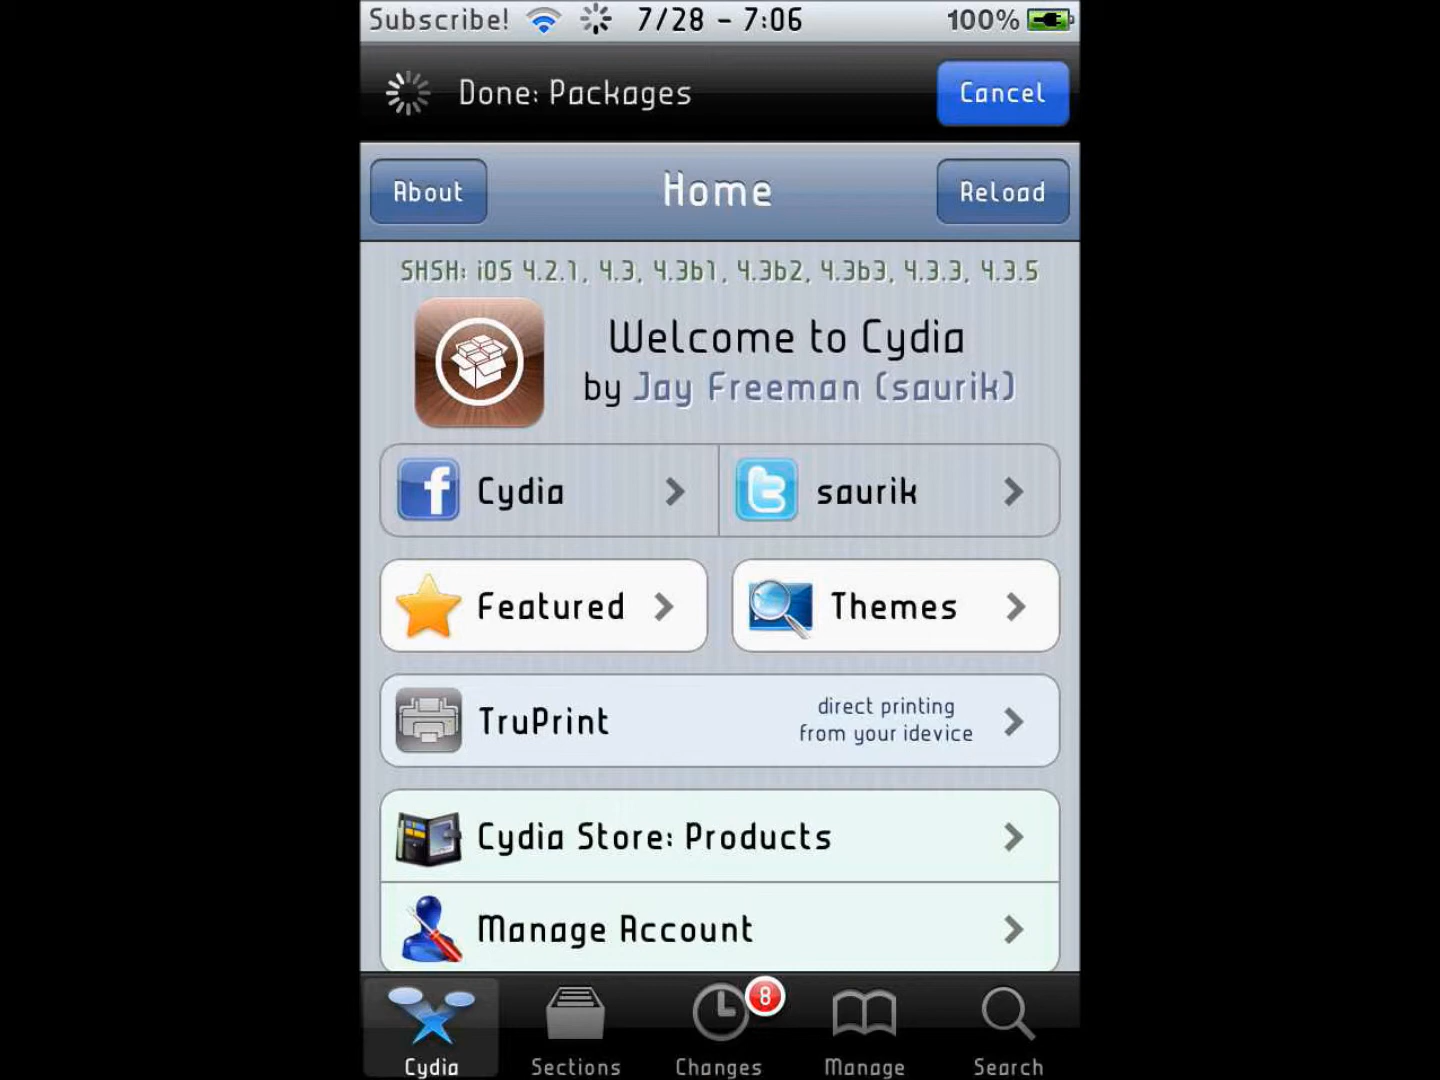 Subscribe! 7/28 - 7:06 100%
Done: Packages Cancel
About Home Reload
SHSH: iOS 4.2.1, 4.3, 4.3b1, 4.3b2, 4.3b3, 4.3.3, 4.3.5
Welcome to Cydia
by Jay Freeman (saurik)
Cydia saurik
Featured Themes
TruPrint direct printing
from your idevice
Cydia Store: Products
Manage Account
8
Cydia Sections Changes Manage Search